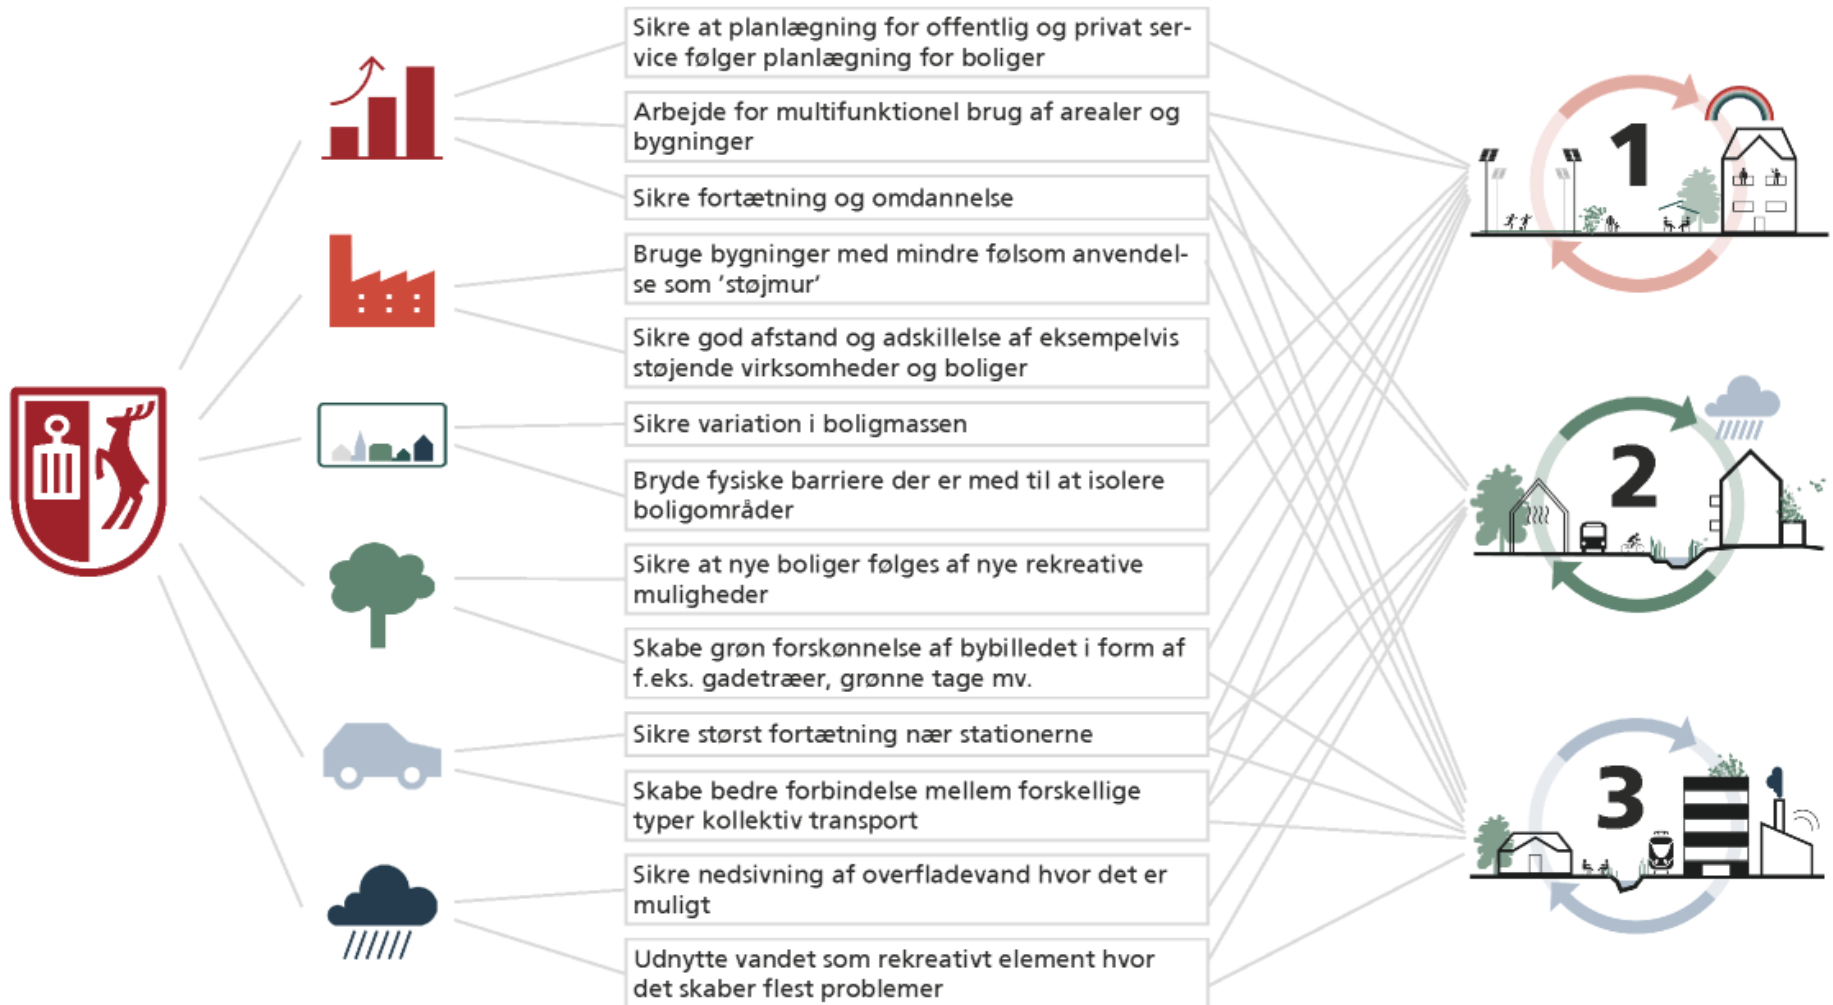 Sikre at planlægning for offentlig og privat ser-
vice følger planlægning for boliger
Arbejde for multifunktionel brug af arealer og
bygninger
Sikre fortætning og omdannelse
Bruge bygninger med mindre følsom anvendel-
se som ‘støjmur’
Sikre god afstand og adskillelse af eksempelvis
støjende virksomheder og boliger
Sikre variation i boligmassen
Bryde fysiske barriere der er med til at isolere
boligområder
Sikre at nye boliger følges af nye rekreative
muligheder
Skabe grøn forskønnelse af bybilledet i form af
f.eks. gadetræer, grønne tage mv.
Sikre størst fortætning nær stationerne
Skabe bedre forbindelse mellem forskellige
typer kollektiv transport
Sikre nedsivning af overfladevand hvor det er
muligt
Udnytte vandet som rekreativt element hvor
det skaber flest problemer
1
2
3